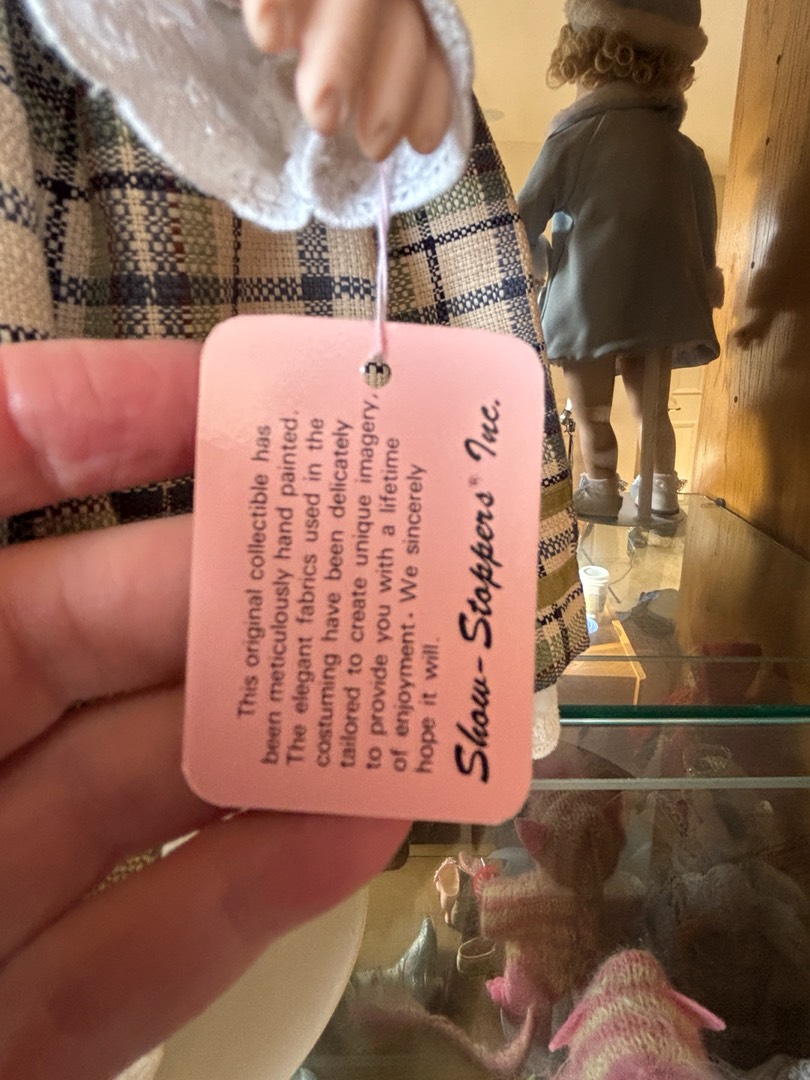 This original collectible has
been meticulously hand painted.
The elegant fabrics used in the
costuming have been delicately
tailored to create unique imagery,
to provide you with a lifetime
of enjoyment. We sincerely
hope it will.
Show-Stoppers® Inc.